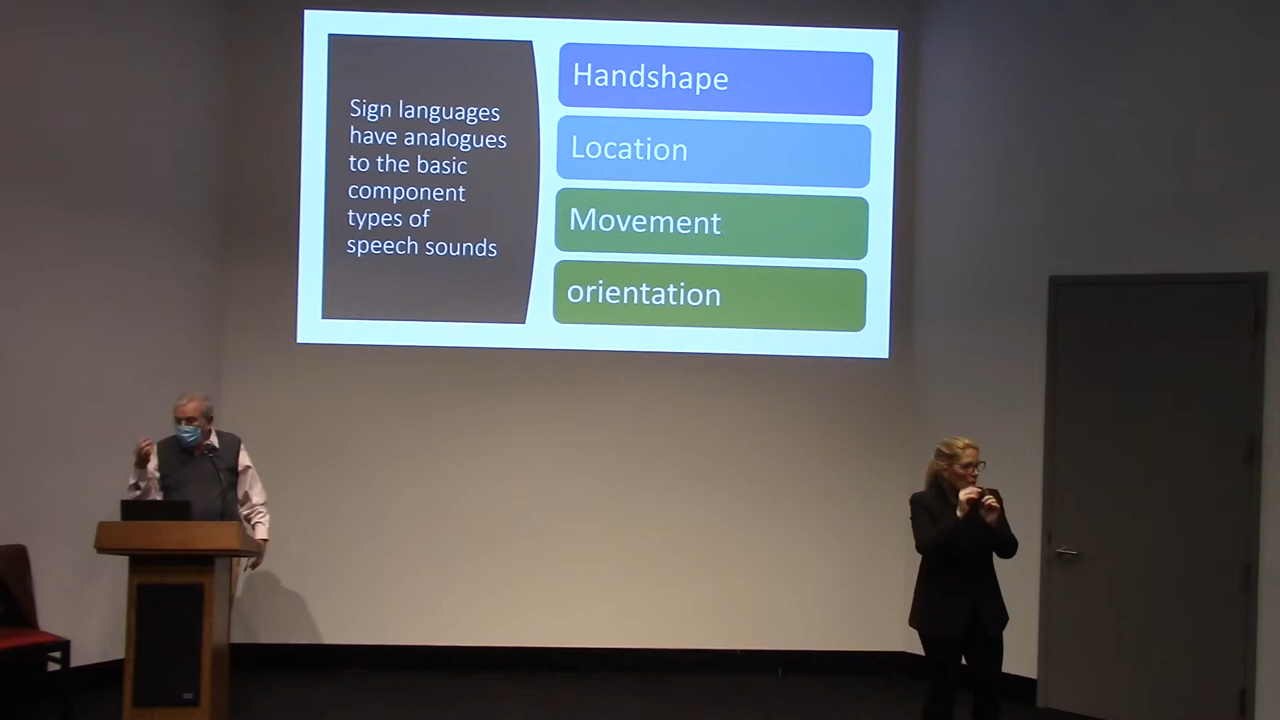 Sign languages
have analogues
to the basic
component
types of
speech sounds
Handshape
Location
Movement
orientation